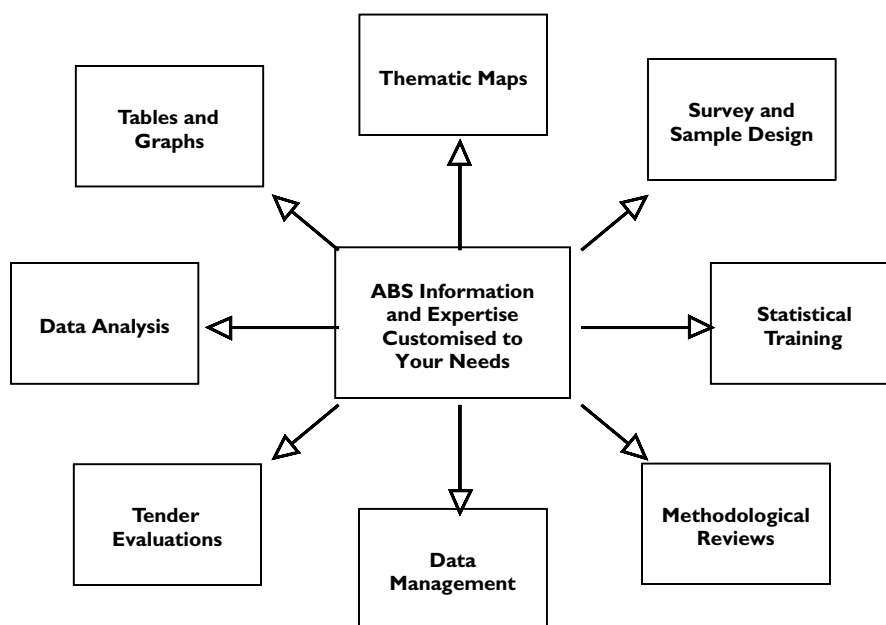 Thematic Maps
Tables and
Graphs
Survey and
Sample Design
ABS Information
and Expertise
Customised to
Your Needs
Data Analysis
Statistical
Training
Tender
Evaluations
Data
Management
Methodological
Reviews